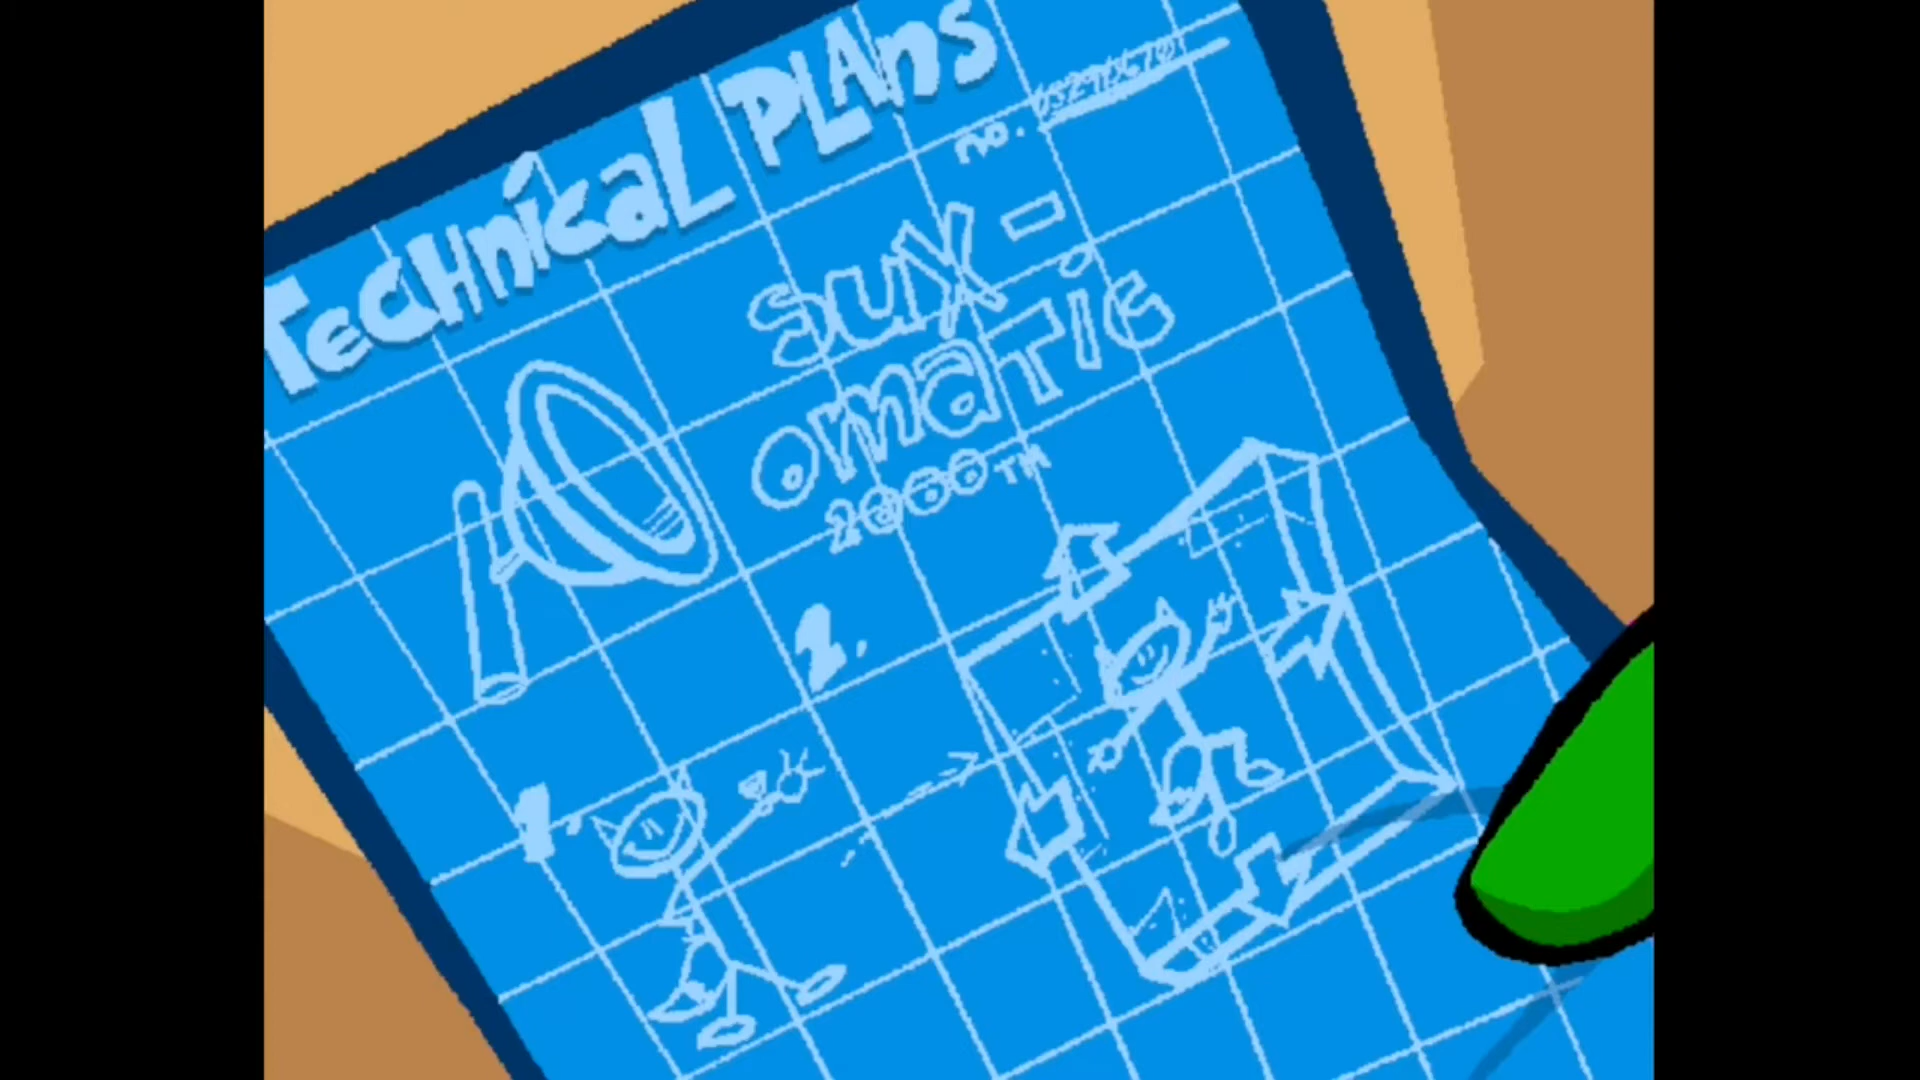 TecHnicaL PLAns
no.
sux-
omatic
2000™
1.
2.